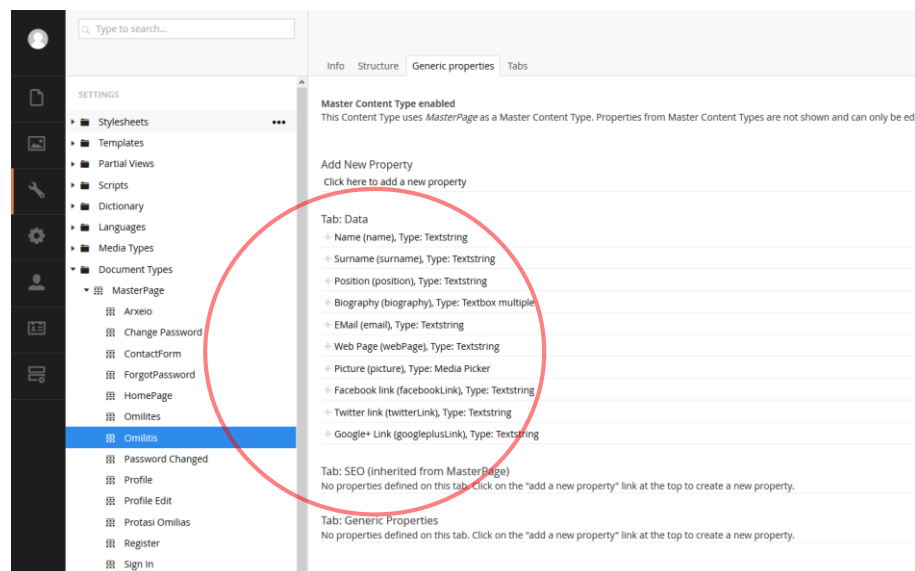 Type to search...
Info Structure Generic properties Tabs
SETTINGS
Stylesheets
Templates
Partial Views
Scripts
Dictionary
Languages
Media Types
Document Types
MasterPage
Arxeio
Change Password
ContactForm
ForgotPassword
HomePage
Omilites
Omilitis
Password Changed
Profile
Profile Edit
Protasi Omilias
Register
Sign In
Master Content Type enabled
This Content Type uses MasterPage as a Master Content Type. Properties from Master Content Types are not shown and can only be ed
Add New Property
Click here to add a new property
Tab: Data
Name (name), Type: Textstring
Surname (surname), Type: Textstring
Position (position), Type: Textstring
Biography (biography), Type: Textbox multiple
EMail (email), Type: Textstring
Web Page (webPage), Type: Textstring
Picture (picture), Type: Media Picker
Facebook link (facebookLink), Type: Textstring
Twitter link (twitterLink), Type: Textstring
Google+ Link (googleplusLink), Type: Textstring
Tab: SEO (inherited from MasterPage)
No properties defined on this tab. Click on the "add a new property" link at the top to create a new property.
Tab: Generic Properties
No properties defined on this tab. Click on the "add a new property" link at the top to create a new property.